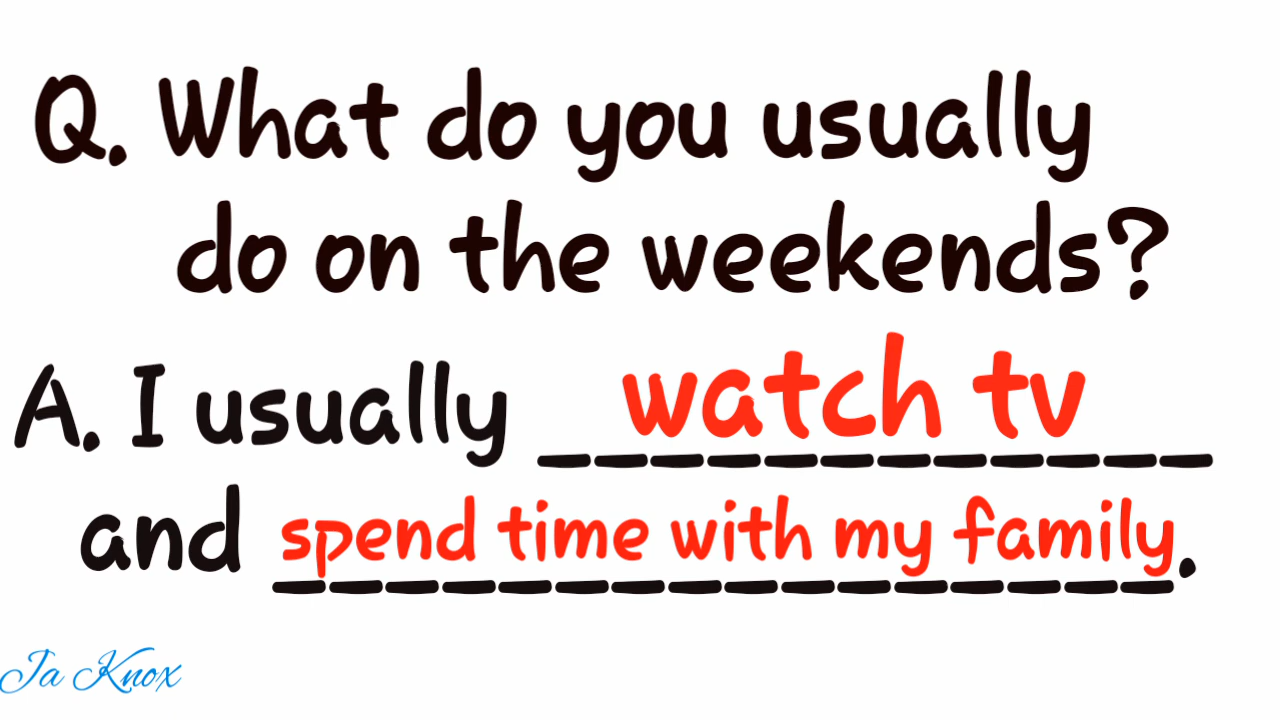 Q. What do you usually
do on the weekends?
A. I usually watch tv
and spend time with my family.
Ja Knox